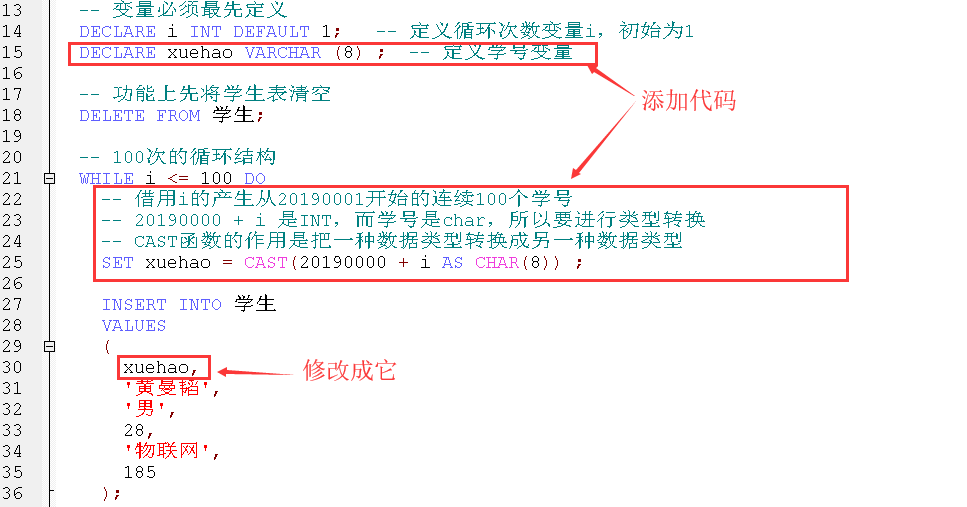 13 -- 变量必须最先定义
14 DECLARE i INT DEFAULT 1;   -- 定义循环次数变量i，初始为1
15 DECLARE xuehao VARCHAR (8) ;  -- 定义学号变量
16
17 -- 功能上先将学生表清空
添加代码
18 DELETE FROM 学生;
19
20 -- 100次的循环结构
21 WHILE i <= 100 DO
22 -- 借用i的产生从20190001开始的连续100个学号
23 -- 20190000 + i 是INT，而学号是char，所以要进行类型转换
24 -- CAST函数的作用是把一种数据类型转换成另一种数据类型
25 SET xuehao = CAST(20190000 + i AS CHAR(8)) ;
26
27 INSERT INTO 学生
28 VALUES
29 (
30 xuehao,
修改成它
31 '黄曼韬',
32 '男',
33 28,
34 '物联网',
35 185
36 );